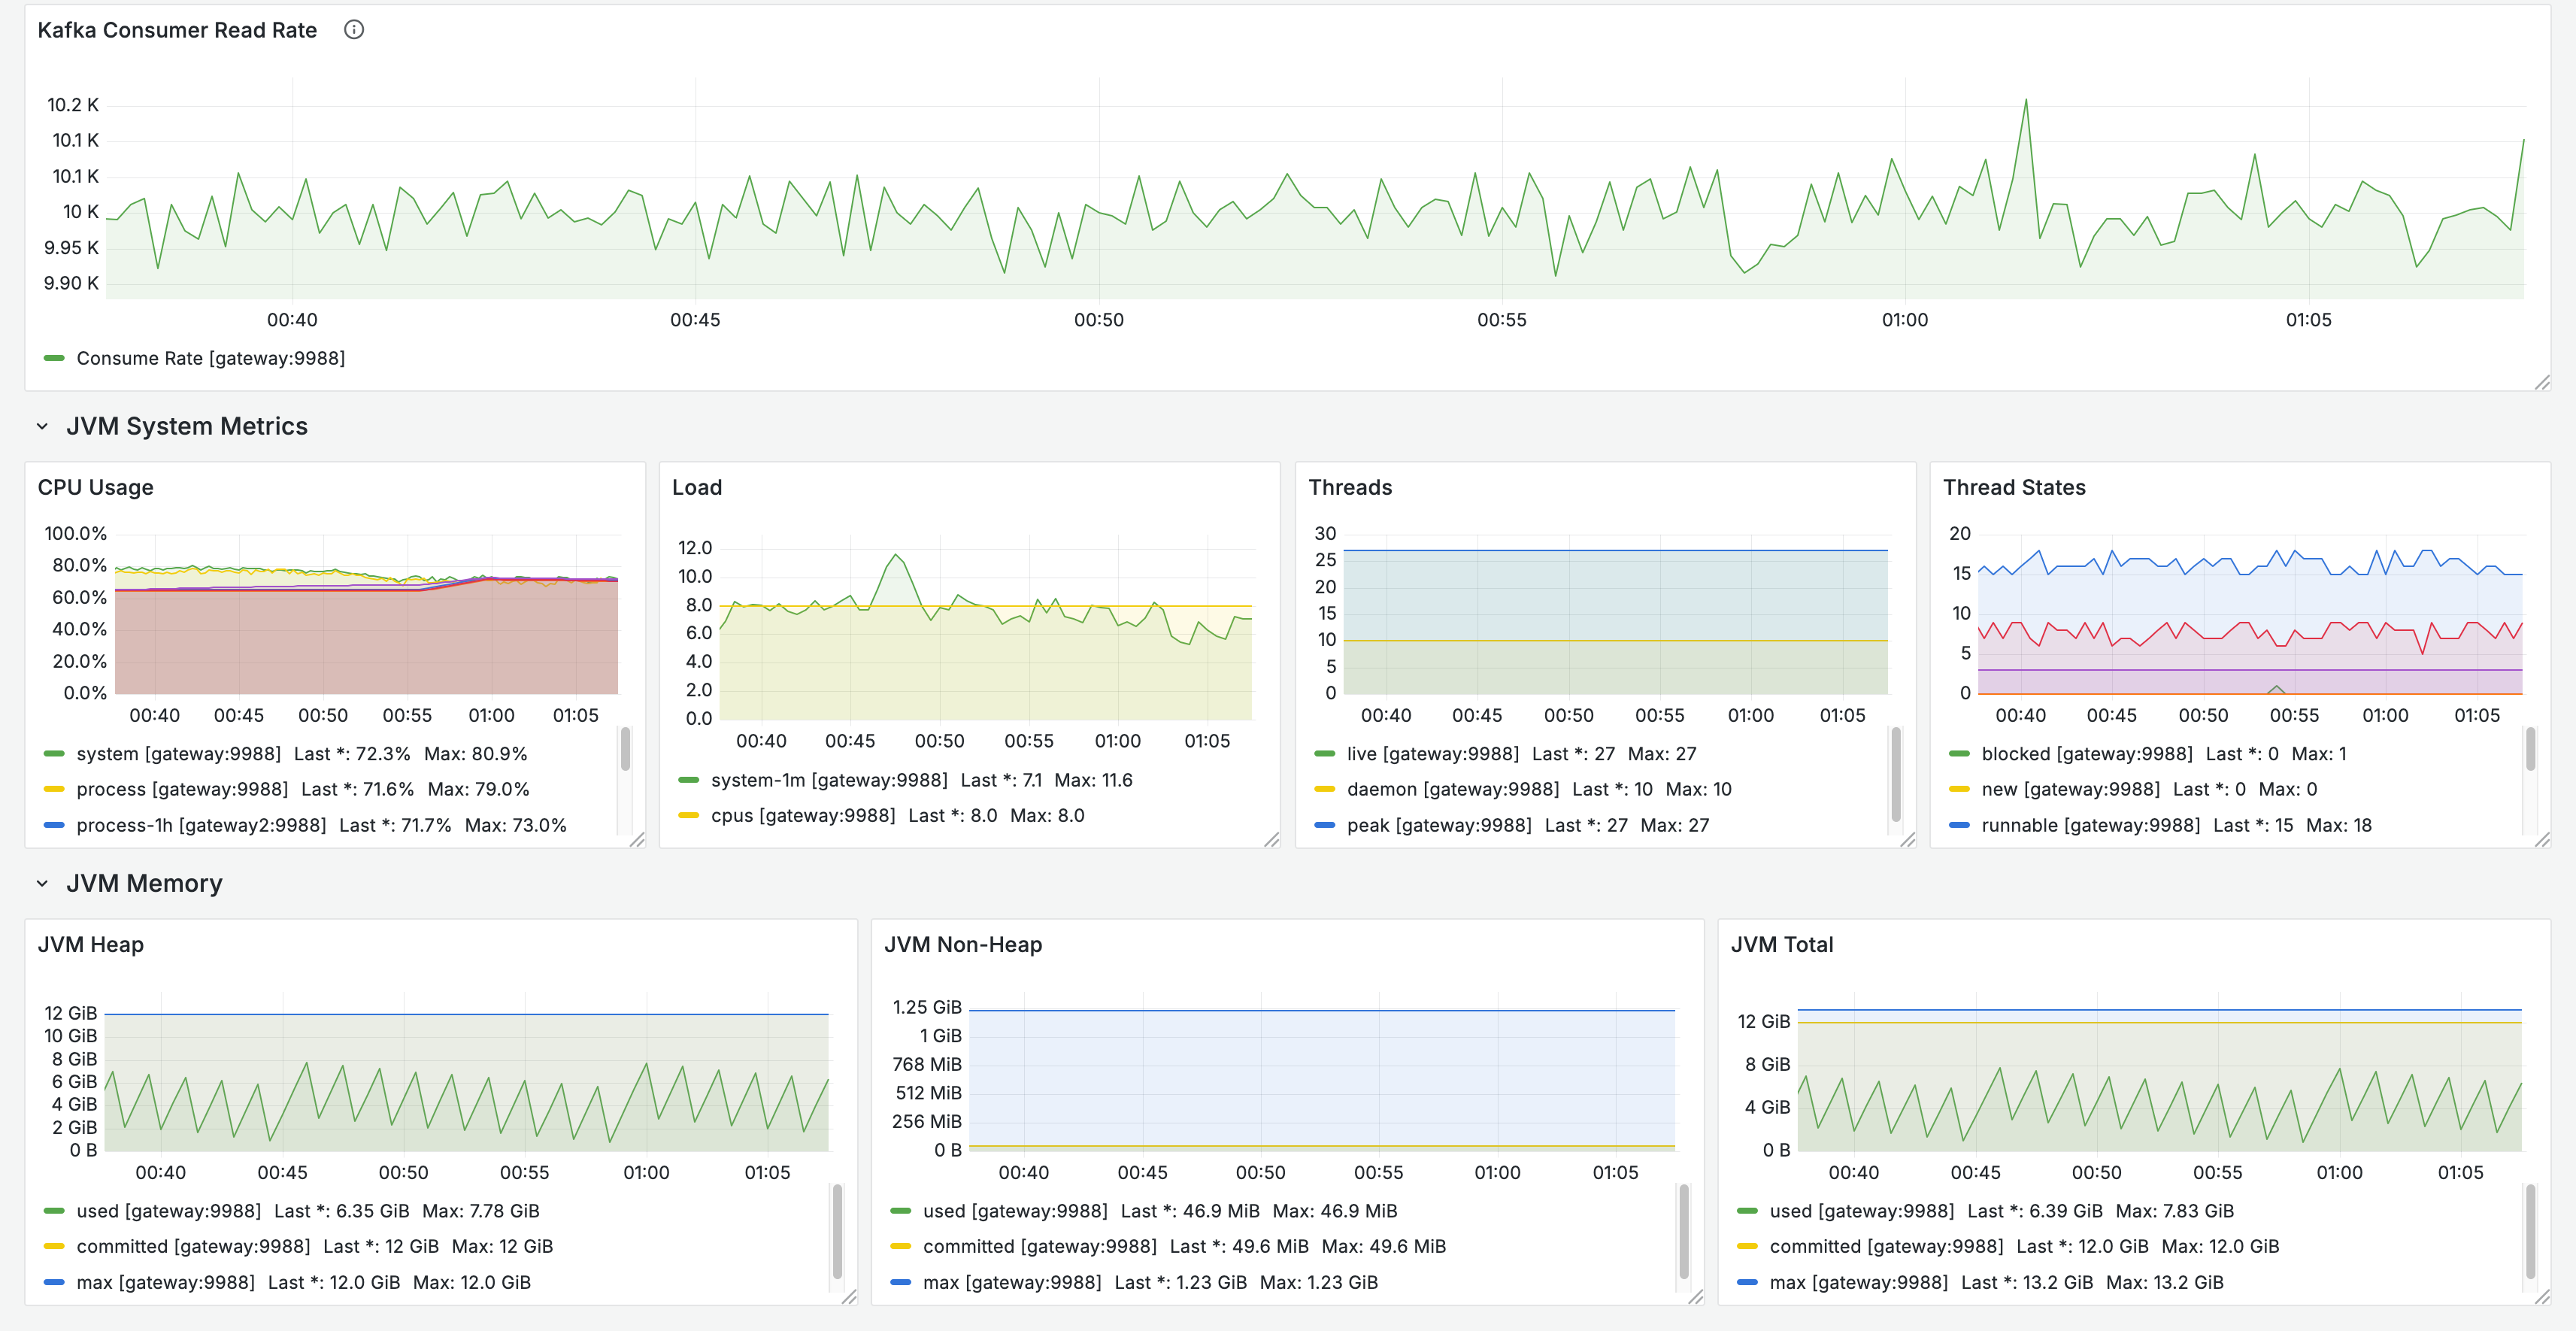 Kafka Consumer Read Rate
10.2 K
10.1 K
10.1 K
10 K
9.95 K
9.90 K
00:40 00:45 00:50 00:55 01:00 01:05
Consume Rate [gateway:9988]
JVM System Metrics
CPU Usage
100.0%
80.0%
60.0%
40.0%
20.0%
0.0%
00:40 00:45 00:50 00:55 01:00 01:05
system [gateway:9988] Last *: 72.3% Max: 80.9%
process [gateway:9988] Last *: 71.6% Max: 79.0%
process-1h [gateway2:9988] Last *: 71.7% Max: 73.0%
Load
12.0
10.0
8.0
6.0
4.0
2.0
0.0
00:40 00:45 00:50 00:55 01:00 01:05
system-1m [gateway:9988] Last *: 7.1 Max: 11.6
cpus [gateway:9988] Last *: 8.0 Max: 8.0
Threads
30
25
20
15
10
5
0
00:40 00:45 00:50 00:55 01:00 01:05
live [gateway:9988] Last *: 27 Max: 27
daemon [gateway:9988] Last *: 10 Max: 10
peak [gateway:9988] Last *: 27 Max: 27
Thread States
20
15
10
5
0
00:40 00:45 00:50 00:55 01:00 01:05
blocked [gateway:9988] Last *: 0 Max: 1
new [gateway:9988] Last *: 0 Max: 0
runnable [gateway:9988] Last *: 15 Max: 18
JVM Memory
JVM Heap
12 GiB
10 GiB
8 GiB
6 GiB
4 GiB
2 GiB
0 B
00:40 00:45 00:50 00:55 01:00 01:05
used [gateway:9988] Last *: 6.35 GiB Max: 7.78 GiB
committed [gateway:9988] Last *: 12 GiB Max: 12 GiB
max [gateway:9988] Last *: 12.0 GiB Max: 12.0 GiB
JVM Non-Heap
1.25 GiB
1 GiB
768 MiB
512 MiB
256 MiB
0 B
00:40 00:45 00:50 00:55 01:00 01:05
used [gateway:9988] Last *: 46.9 MiB Max: 46.9 MiB
committed [gateway:9988] Last *: 49.6 MiB Max: 49.6 MiB
max [gateway:9988] Last *: 1.23 GiB Max: 1.23 GiB
JVM Total
12 GiB
8 GiB
4 GiB
0 B
00:40 00:45 00:50 00:55 01:00 01:05
used [gateway:9988] Last *: 6.39 GiB Max: 7.83 GiB
committed [gateway:9988] Last *: 12.0 GiB Max: 12.0 GiB
max [gateway:9988] Last *: 13.2 GiB Max: 13.2 GiB